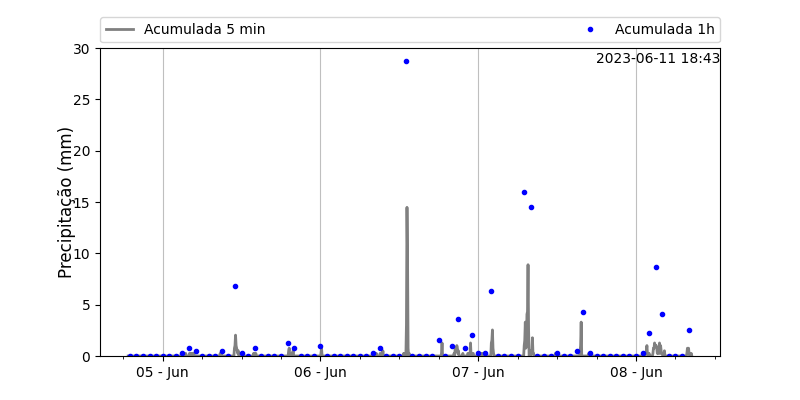 Acumulada 5 min
Acumulada 1h
2023-06-11 18:43
Precipitação (mm)
30
25
20
15
10
5
0
05 - Jun
06 - Jun
07 - Jun
08 - Jun